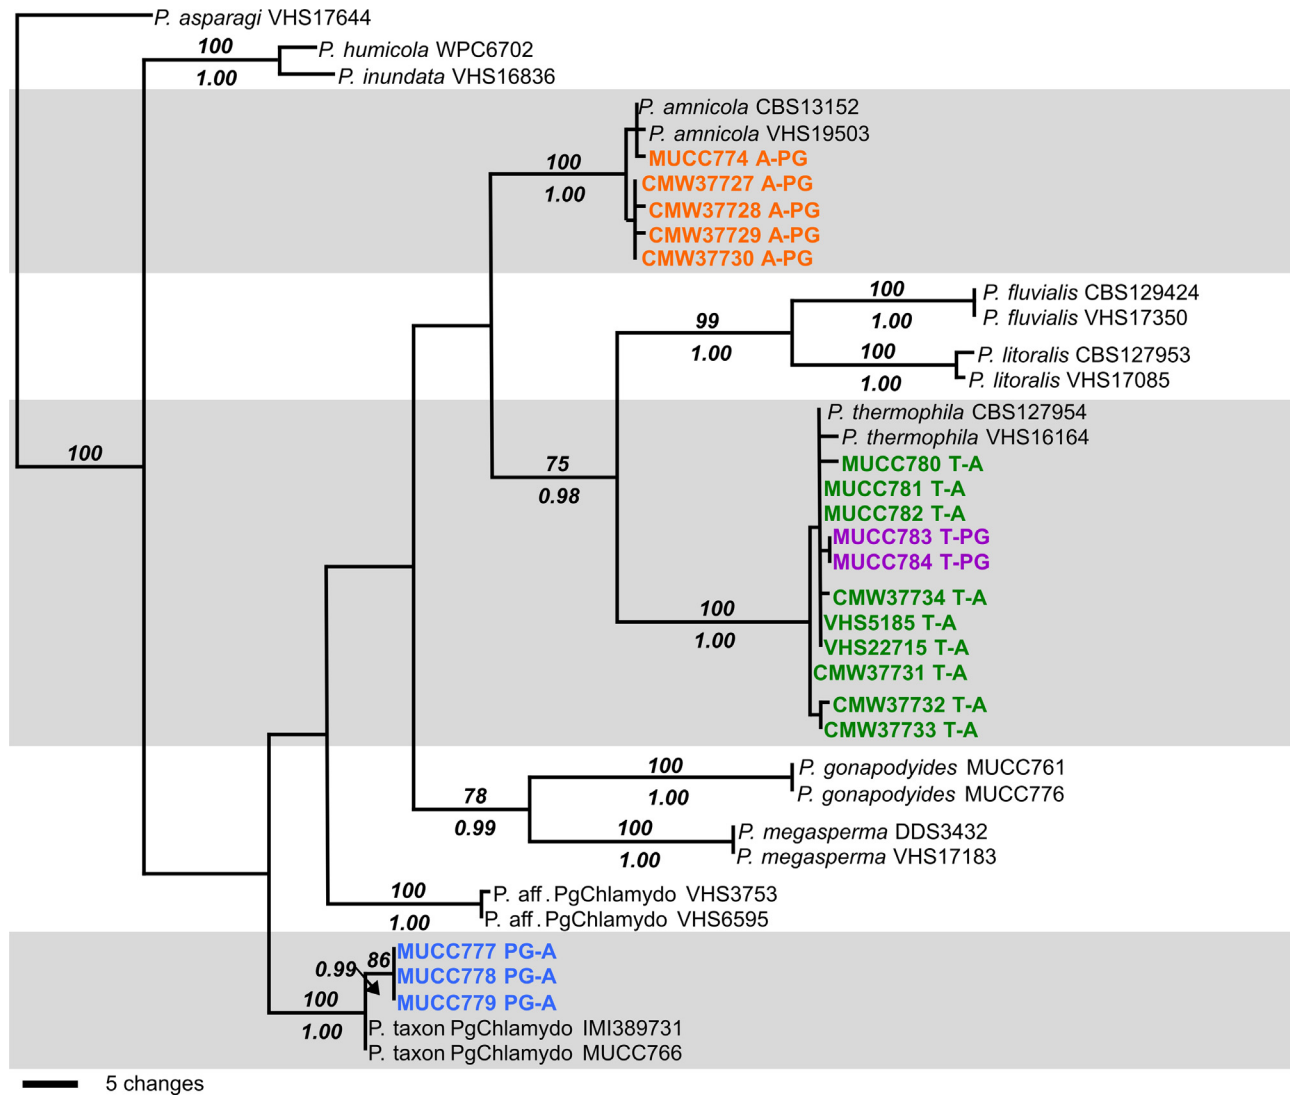 P. asparagi VHS17644
100
P. humicola WPC6702
1.00
P. inundata VHS16836
P. amnicola CBS13152
P. amnicola VHS19503
100
MUCC774 A-PG
1.00
CMW37727 A-PG
CMW37728 A-PG
CMW37729 A-PG
CMW37730 A-PG
100
P. fluvialis CBS129424
99
1.00
P. fluvialis VHS17350
1.00
100
P. litoralis CBS127953
1.00
P. litoralis VHS17085
P. thermophila CBS127954
P. thermophila VHS16164
100
75
MUCC780 T-A
0.98
MUCC781 T-A
MUCC782 T-A
MUCC783 T-PG
MUCC784 T-PG
100
CMW37734 T-A
1.00
VHS5185 T-A
VHS22715 T-A
CMW37731 T-A
CMW37732 T-A
CMW37733 T-A
100
P. gonapodyides MUCC761
78
1.00
P. gonapodyides MUCC776
0.99
100
P. megasperma DDS3432
1.00
P. megasperma VHS17183
100
P. aff. PgChlamydo VHS3753
1.00
P. aff. PgChlamydo VHS6595
86
MUCC777 PG-A
0.99
MUCC778 PG-A
100
MUCC779 PG-A
1.00
P. taxon PgChlamydo IMI389731
P. taxon PgChlamydo MUCC766
5 changes